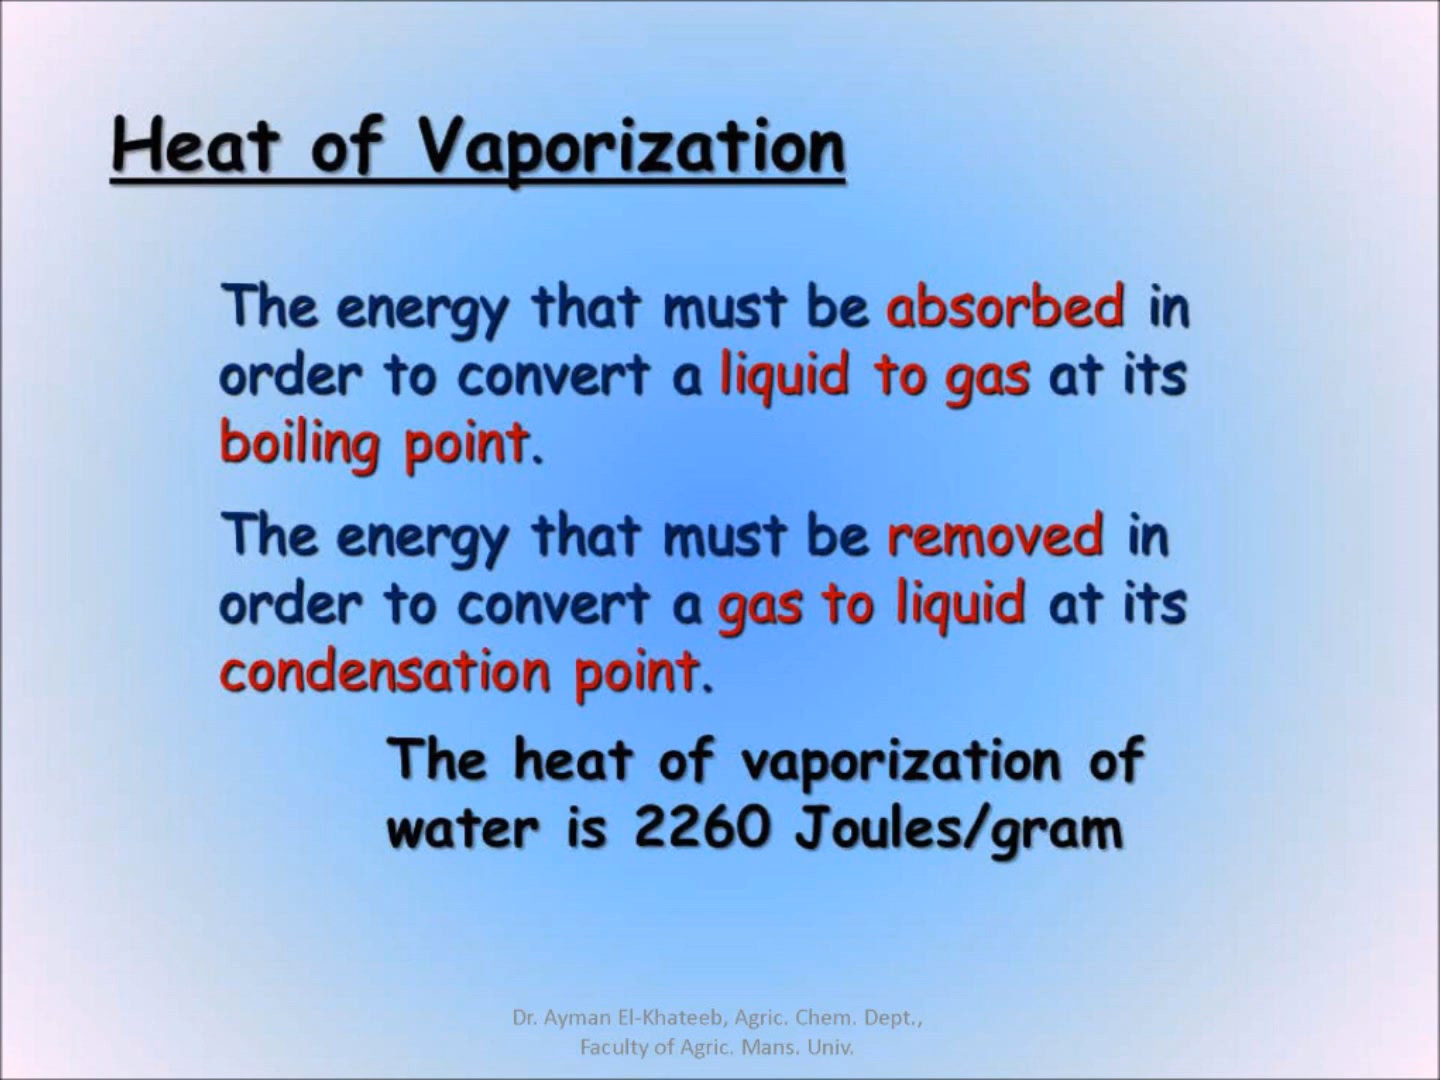 Heat of Vaporization
The energy that must be absorbed in
order to convert a liquid to gas at its
boiling point.
The energy that must be removed in
order to convert a gas to liquid at its
condensation point.
The heat of vaporization of
water is 2260 Joules/gram
Dr. Ayman El-Khateeb, Agric. Chem. Dept.,
Faculty of Agric. Mans. Univ.